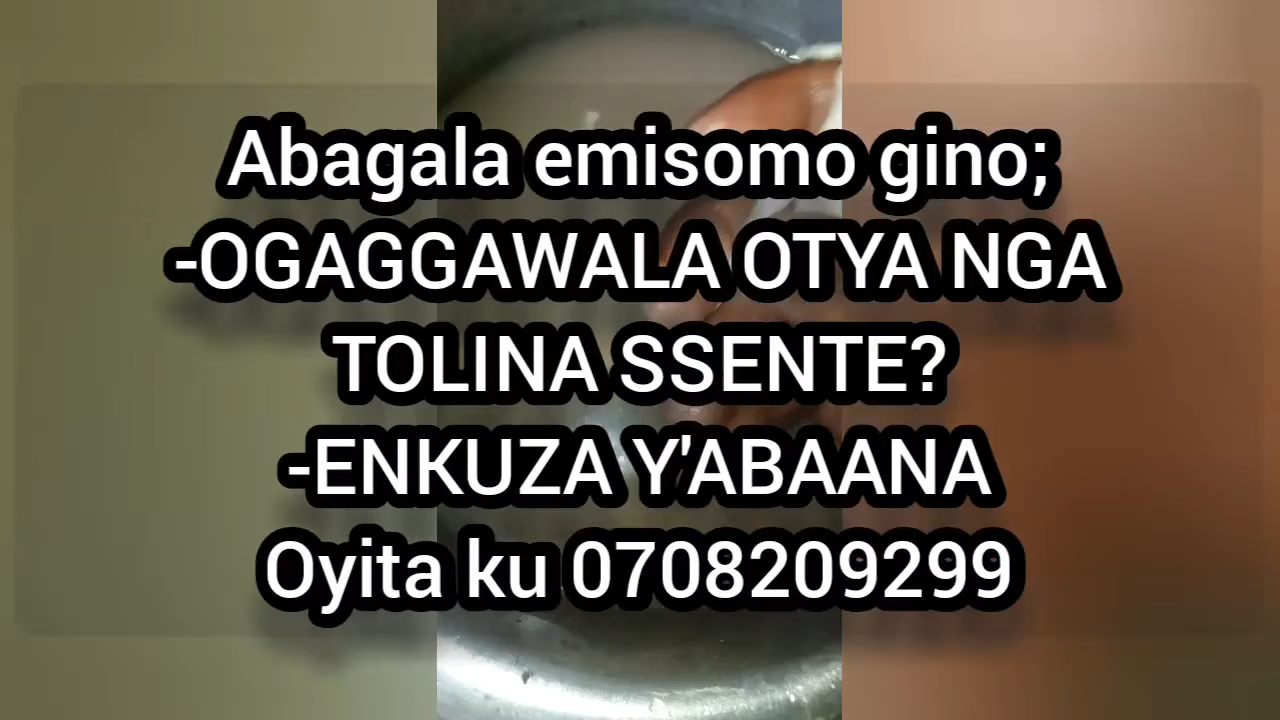 Abagala emisomo gino;
-OGAGGAWALA OTYA NGA
TOLINA SSENTE?
-ENKUZA Y'ABAANA
Oyita ku 0708209299